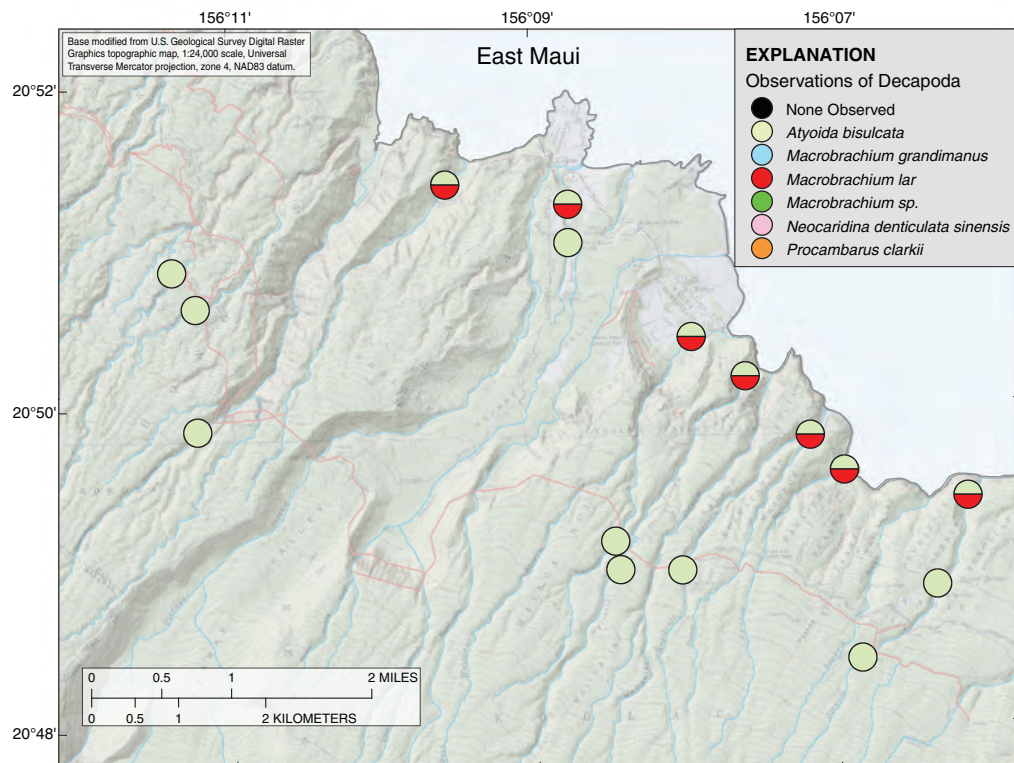 156°11'
156°09'
156°07'
Base modified from U.S. Geological Survey Digital Raster
Graphics topographic map, 1:24,000 scale, Universal
Transverse Mercator projection, zone 4, NAD83 datum.
East Maui
EXPLANATION
Observations of Decapoda
None Observed
Atyoida bisulcata
Macrobrachium grandimanus
Macrobrachium lar
Macrobrachium sp.
Neocaridina denticulata sinensis
Procambarus clarkii
20°52'
20°50'
20°48'
0 0.5 1 2 MILES
0 0.5 1 2 KILOMETERS